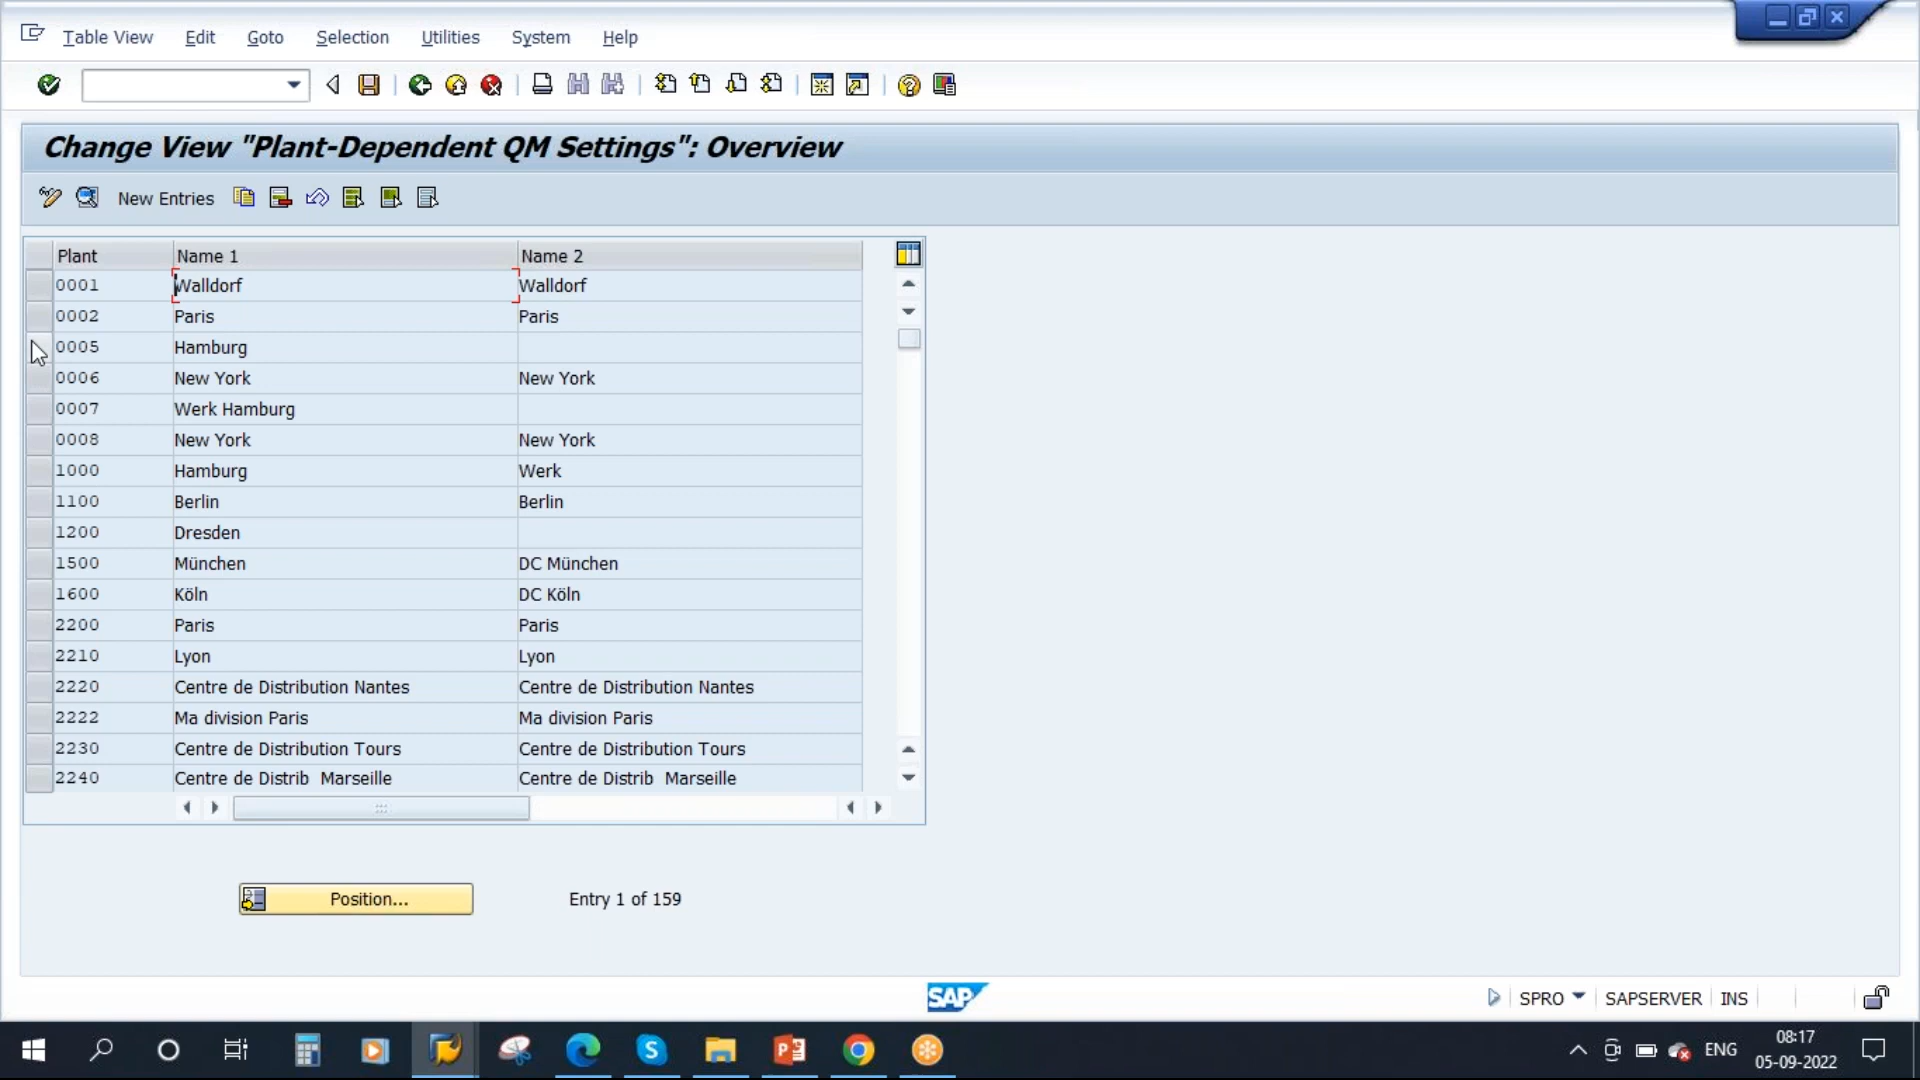 Table View Edit Goto Selection Utilities System Help
Change View "Plant-Dependent QM Settings": Overview
New Entries
Plant Name 1 Name 2
0001 Walldorf Walldorf
0002 Paris Paris
0005 Hamburg
0006 New York New York
0007 Werk Hamburg
0008 New York New York
1000 Hamburg Werk
1100 Berlin Berlin
1200 Dresden
1500 München DC München
1600 Köln DC Köln
2200 Paris Paris
2210 Lyon Lyon
2220 Centre de Distribution Nantes Centre de Distribution Nantes
2222 Ma division Paris Ma division Paris
2230 Centre de Distribution Tours Centre de Distribution Tours
2240 Centre de Distrib  Marseille Centre de Distrib  Marseille
Position... Entry 1 of 159
SAP SPRO SAPSERVER INS
ENG 08:17
05-09-2022